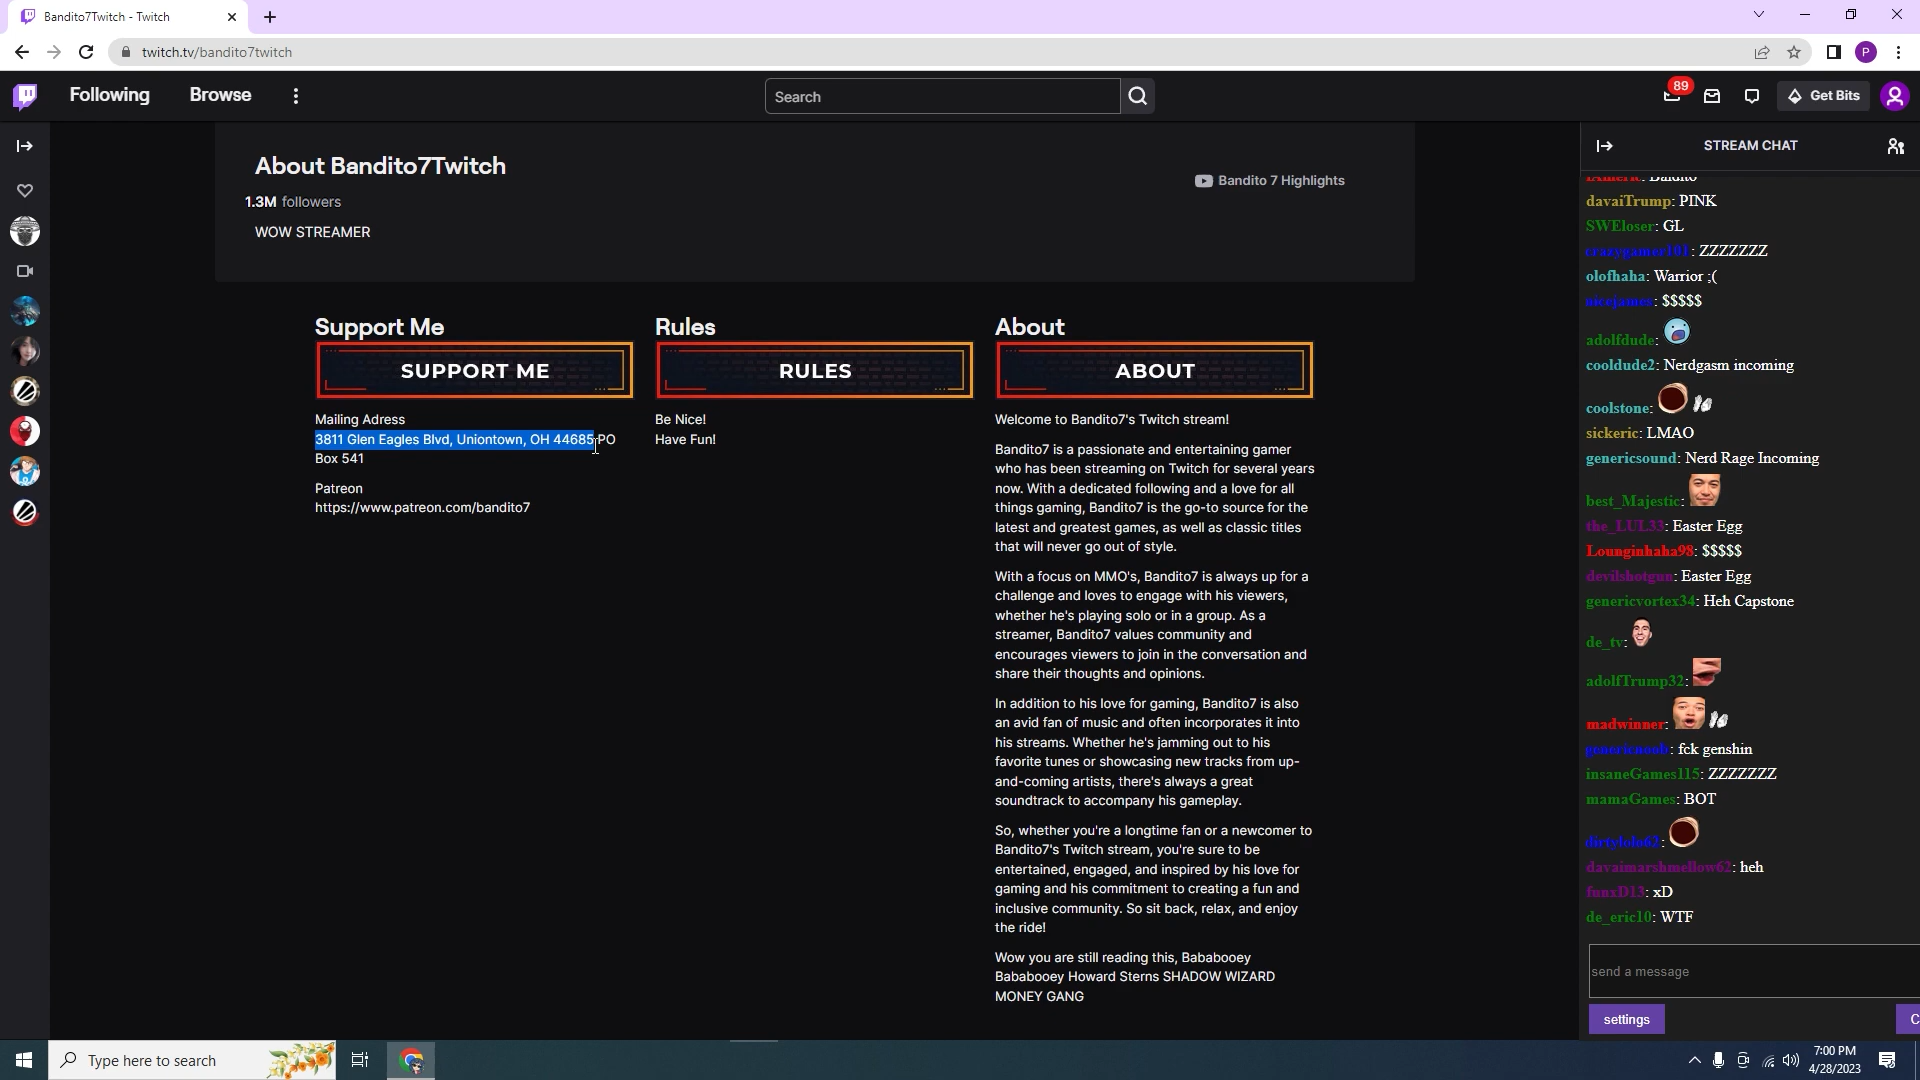 Bandito7Twitch - Twitch
twitch.tv/bandito7twitch
P
Following
Browse
Search
89
Get Bits
About Bandito7Twitch
1.3M followers
WOW STREAMER
Bandito 7 Highlights
Support Me
SUPPORT ME
Mailing Adress
3811 Glen Eagles Blvd, Uniontown, OH 44685 PO
Box 541
Patreon
https://www.patreon.com/bandito7
Rules
RULES
Be Nice!
Have Fun!
About
ABOUT
Welcome to Bandito7's Twitch stream!
Bandito7 is a passionate and entertaining gamer
who has been streaming on Twitch for several years
now. With a dedicated following and a love for all
things gaming, Bandito7 is the go-to source for the
latest and greatest games, as well as classic titles
that will never go out of style.
With a focus on MMO's, Bandito7 is always up for a
challenge and loves to engage with his viewers,
whether he's playing solo or in a group. As a
streamer, Bandito7 values community and
encourages viewers to join in the conversation and
share their thoughts and opinions.
In addition to his love for gaming, Bandito7 is also
an avid fan of music and often incorporates it into
his streams. Whether he's jamming out to his
favorite tunes or showcasing new tracks from up-
and-coming artists, there's always a great
soundtrack to accompany his gameplay.
So, whether you're a longtime fan or a newcomer to
Bandito7's Twitch stream, you're sure to be
entertained, engaged, and inspired by his love for
gaming and his commitment to creating a fun and
inclusive community. So sit back, relax, and enjoy
the ride!
Wow you are still reading this, Bababooey
Bababooey Howard Sterns SHADOW WIZARD
MONEY GANG
STREAM CHAT
davaiTrump: PINK
SWEloser: GL
crazygamer101: ZZZZZZZ
olofhaha: Warrior ;(
nicejames: $$$$$
adolfdude:
cooldude2: Nerdgasm incoming
coolstone:
sickeric: LMAO
genericsound: Nerd Rage Incoming
best_Majestic:
the_LUL33: Easter Egg
Lounginhaha98: $$$$$
devilshotgun: Easter Egg
genericvortex34: Heh Capstone
de_tv:
adolfTrump32:
madwinner:
genericnoob: fck genshin
insaneGames115: ZZZZZZZ
mamaGames: BOT
dirtylolo62:
davaimarshmellow62: heh
funxD13: xD
de_eric10: WTF
send a message
settings
C
Type here to search
7:00 PM
4/28/2023